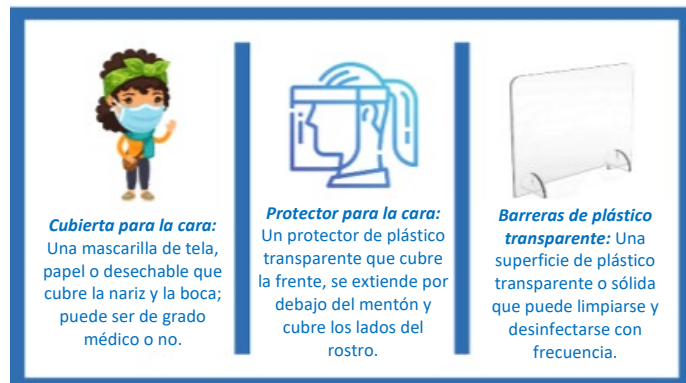 Cubierta para la cara:
Una mascarilla de tela,
papel o desechable que
cubre la nariz y la boca;
puede ser de grado
médico o no.
Protector para la cara:
Un protector de plástico
transparente que cubre
la frente, se extiende por
debajo del mentón y
cubre los lados del
rostro.
Barreras de plástico
transparente: Una
superficie de plástico
transparente o sólida
que puede limpiarse y
desinfectarse con
frecuencia.